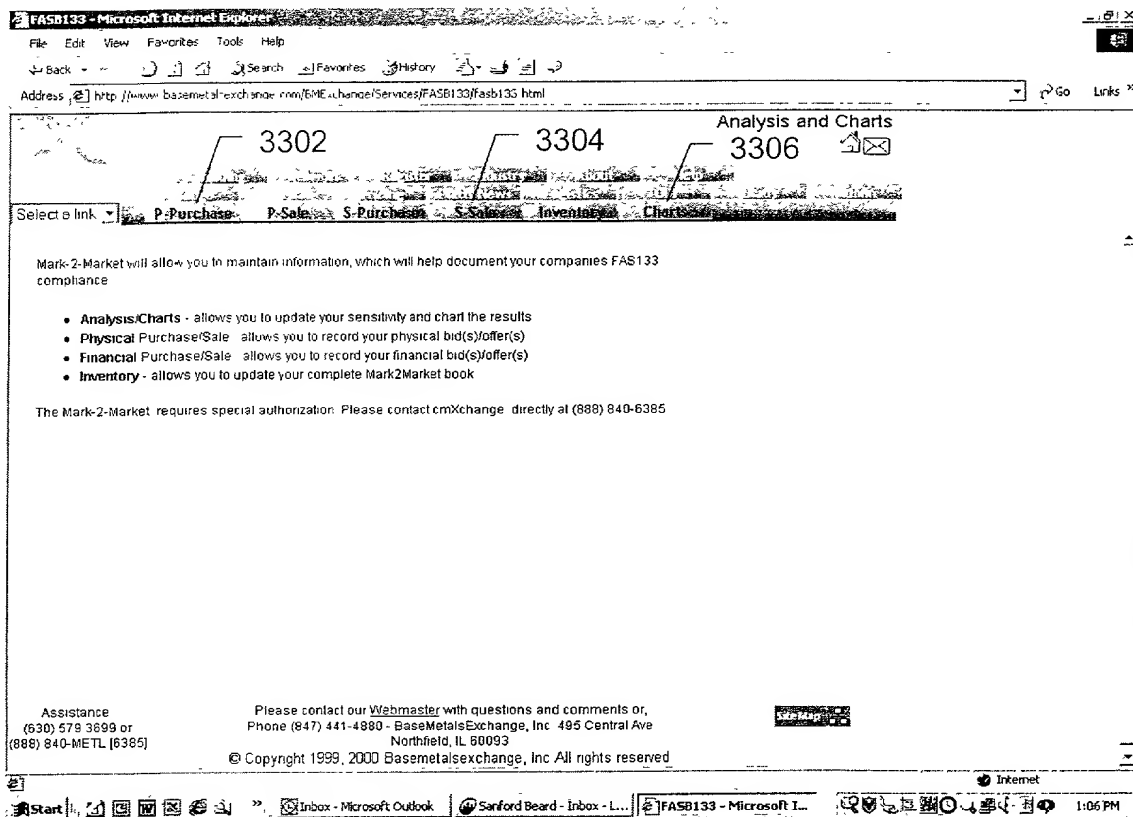 FASB133 - Microsoft Internet Explorer
File Edit View Favorites Tools Help
Back Search Favorites History
Address http //www basemetal-exchange com/BMExchange/Services/FASB133/fasb133 html Go Links »
Analysis and Charts
3302 3304 3306
Select a link P-Purchase P-Sale S-Purchase S-Sale Inventory Charts
Mark-2-Market will allow you to maintain information, which will help document your companies FAS133
compliance
• Analysis/Charts - allows you to update your sensitivity and chart the results
• Physical Purchase/Sale allows you to record your physical bid(s)/offer(s)
• Financial Purchase/Sale allows you to record your financial bid(s)/offer(s)
• Inventory - allows you to update your complete Mark2Market book
The Mark-2-Market requires special authorization Please contact cmXchange directly at (888) 840-6385
Assistance
(630) 579 3699 or
(888) 840-METL [6385]
Please contact our Webmaster with questions and comments or,
Phone (847) 441-4880 - BaseMetalsExchange, Inc 495 Central Ave
Northfield, IL 60093
© Copyright 1999, 2000 Basemetalsexchange, Inc All rights reserved
Site Map
Internet
Start » Inbox - Microsoft Outlook Sanford Beard - Inbox - L... FASB133 - Microsoft I... 1:06 PM